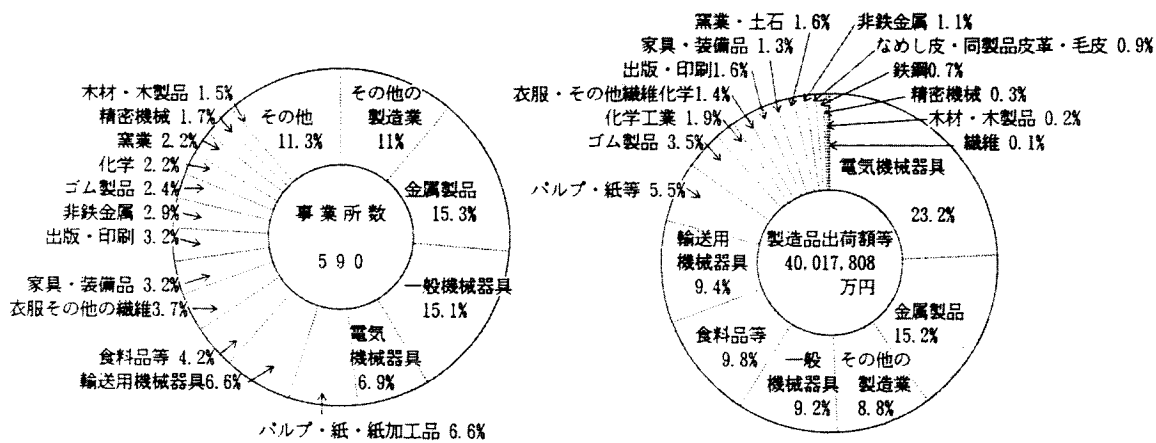 木材・木製品 1.5%
精密機械 1.7%
窯業 2.2%
化学 2.2%
ゴム製品 2.4%
非鉄金属 2.9%
出版・印刷 3.2%
家具・装備品 3.2%
衣服その他の繊維3.7%
食料品等 4.2%
輸送用機械器具6.6%
パルプ・紙・紙加工品 6.6%
電気
機械器具
6.9%
一般機械器具
15.1%
金属製品
15.3%
その他の
製造業
11%
その他
11.3%
事業所数
590
窯業・土石 1.6%
家具・装備品 1.3%
出版・印刷1.6%
衣服・その他繊維化学1.4%
化学工業 1.9%
ゴム製品 3.5%
パルプ・紙等 5.5%
輸送用
機械器具
9.4%
食料品等
9.8%
一般
機械器具
9.2%
その他の
製造業
8.8%
金属製品
15.2%
電気機械器具
23.2%
非鉄金属 1.1%
なめし皮・同製品皮革・毛皮 0.9%
鉄鋼0.7%
精密機械 0.3%
木材・木製品 0.2%
繊維 0.1%
製造品出荷額等
40,017,808
万円